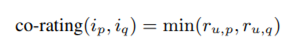 co-rating(i_p, i_q) = min(r_{u,p}, r_{u,q})